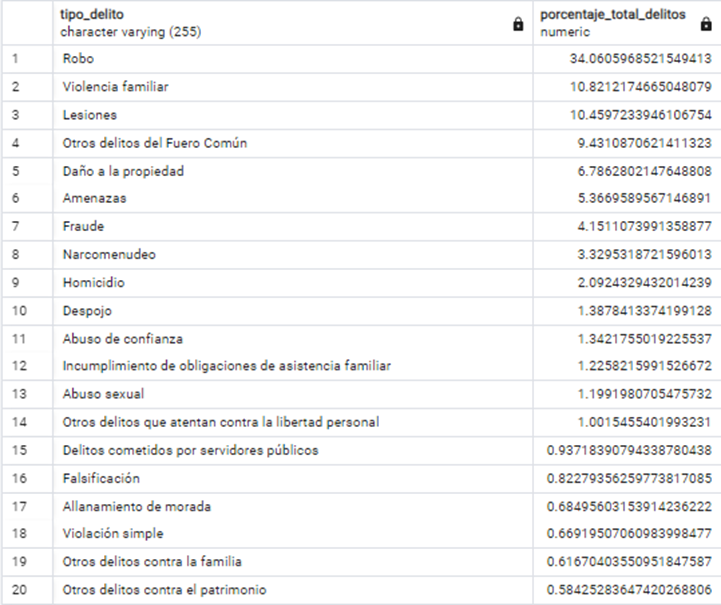 tipo_delito porcentaje_total_delitos
character varying (255) numeric
1 Robo 34.0605968521549413
2 Violencia familiar 10.8212174665048079
3 Lesiones 10.4597233946106754
4 Otros delitos del Fuero Común 9.4310870621411323
5 Daño a la propiedad 6.7862802147648808
6 Amenazas 5.3669589567146891
7 Fraude 4.1511073991358877
8 Narcomenudeo 3.3295318721596013
9 Homicidio 2.0924329432014239
10 Despojo 1.3878413374199128
11 Abuso de confianza 1.3421755019225537
12 Incumplimiento de obligaciones de asistencia familiar 1.2258215991526672
13 Abuso sexual 1.1991980705475732
14 Otros delitos que atentan contra la libertad personal 1.0015455401993231
15 Delitos cometidos por servidores públicos 0.93718390794338780438
16 Falsificación 0.82279356259773817085
17 Allanamiento de morada 0.68495603153914236222
18 Violación simple 0.66919507060983998477
19 Otros delitos contra la familia 0.61670403550951847587
20 Otros delitos contra el patrimonio 0.58425283647420268806